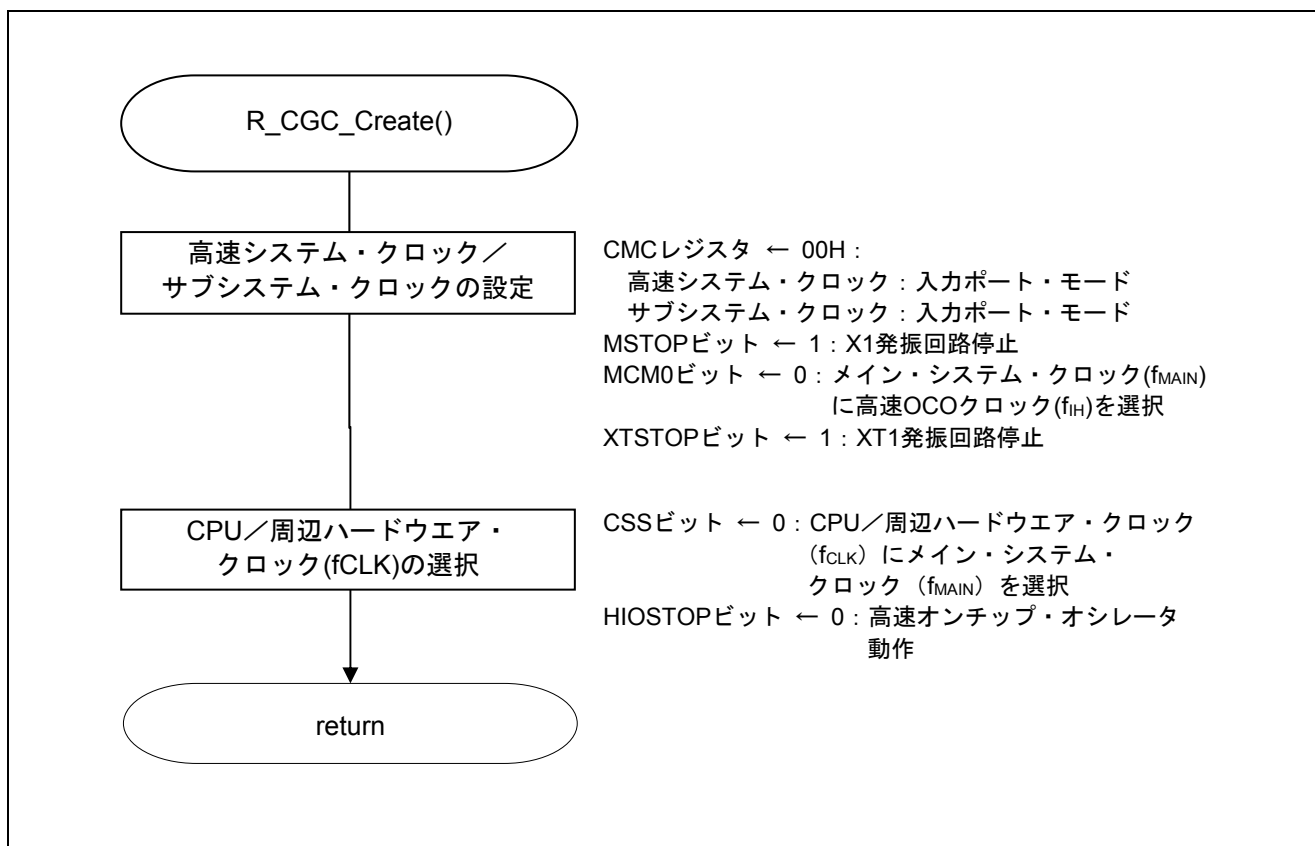 R_CGC_Create()
高速システム・クロック／
サブシステム・クロックの設定
CMCレジスタ ← 00H：
高速システム・クロック：入力ポート・モード
サブシステム・クロック：入力ポート・モード
MSTOPビット ← 1：X1発振回路停止
MCM0ビット ← 0：メイン・システム・クロック(fMAIN)
に高速OCOクロック(fIH)を選択
XTSTOPビット ← 1：XT1発振回路停止
CPU／周辺ハードウエア・
クロック(fCLK)の選択
CSSビット ← 0：CPU／周辺ハードウエア・クロック
（fCLK）にメイン・システム・
クロック（fMAIN）を選択
HIOSTOPビット ← 0：高速オンチップ・オシレータ
動作
return